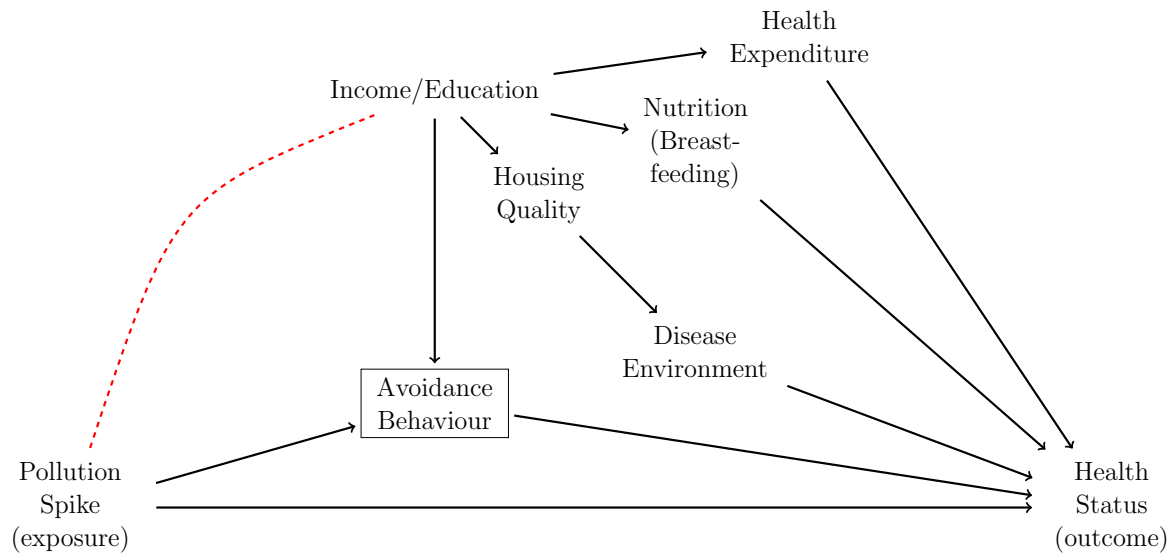 Health
Expenditure
Income/Education
Nutrition
(Breast-
feeding)
Housing
Quality
Disease
Environment
Avoidance
Behaviour
Pollution
Spike
(exposure)
Health
Status
(outcome)